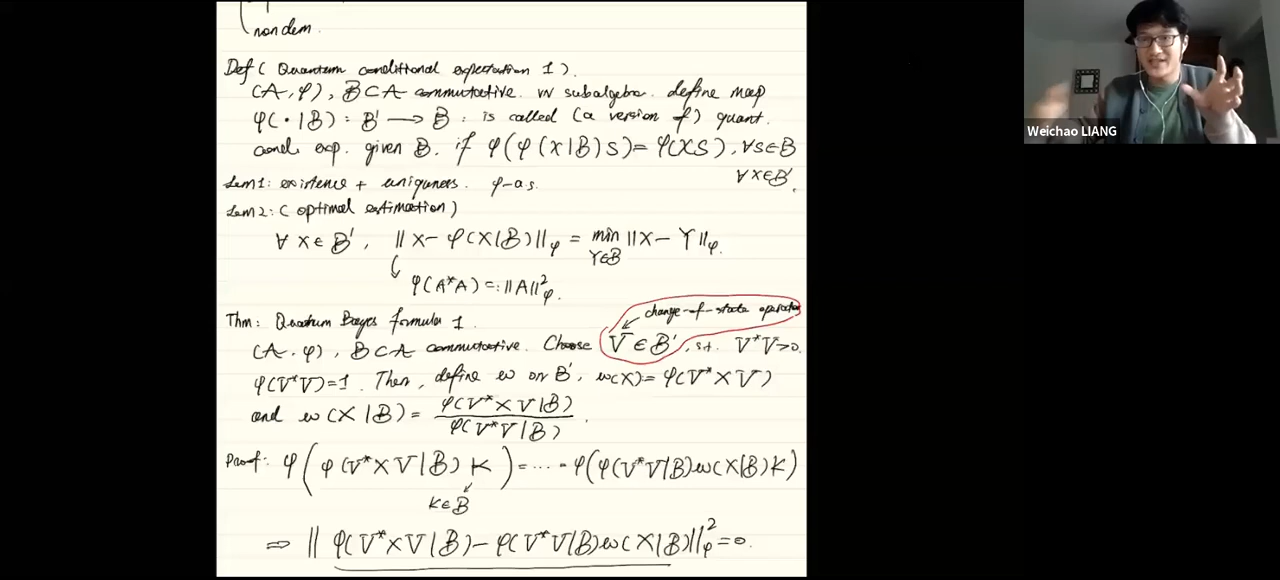 non dem.
Def ( Quantum conditional expectation 1 ).
(A, φ), B ⊂ A commutative. vN subalgebra. define map
φ(·|B) : B' → B : is called (a version of) quant.
cond. exp. given B. if φ(φ(X|B)S) = φ(XS), ∀S∈B
∀X∈B'.
Lem1: existence + uniqueness. φ-a.s.
Lem2: ( optimal estimation )
∀ X ∈ B', ‖X − φ(X|B)‖φ = min ‖X − Y‖φ.
Y∈B
φ(A*A) =: ‖A‖²φ.
change-of-state operator
Thm: Quantum Bayes formula 1.
(A, φ), B ⊂ A commutative. Choose V ∈ B', s.t. V*V>0.
φ(V*V)=1. Then, define w on B', w(X) = φ(V*XV)
and w(X|B) = φ(V*XV|B) / φ(V*V|B).
Proof: φ( φ(V*XV|B) K ) = ... = φ(φ(V*V|B)w(X|B)K)
K∈B
⇒ ‖φ(V*XV|B) − φ(V*V|B)w(X|B)‖²φ = 0.
Weichao LIANG